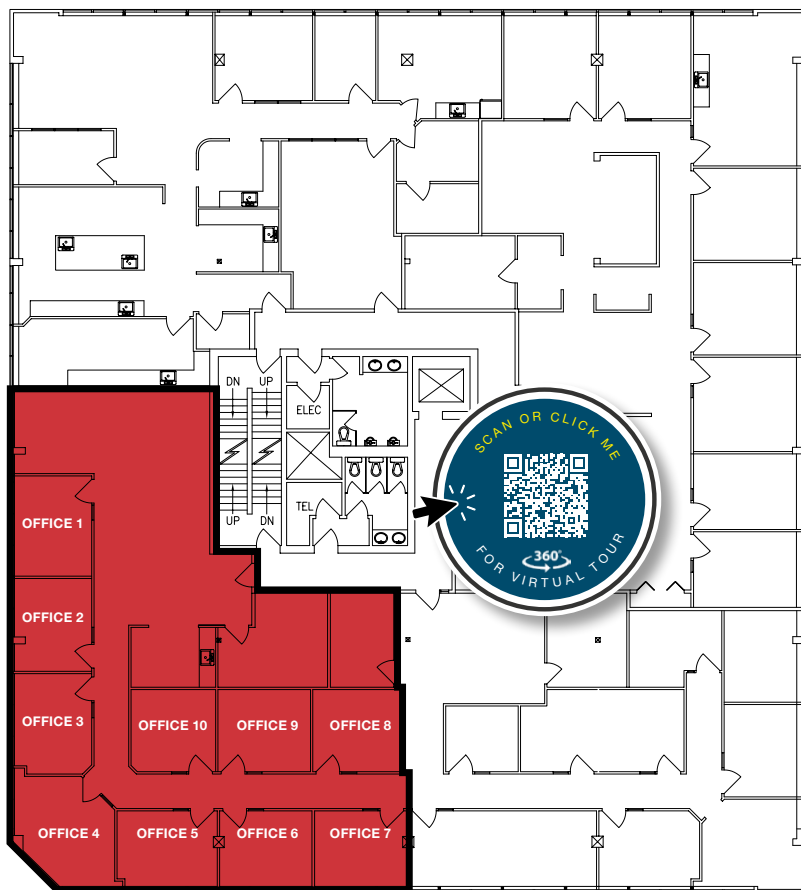 DN UP
ELEC
SCAN OR CLICK ME
TEL
UP DN
360°
FOR VIRTUAL TOUR
OFFICE 1
OFFICE 2
OFFICE 3
OFFICE 10 OFFICE 9 OFFICE 8
OFFICE 4 OFFICE 5 OFFICE 6 OFFICE 7